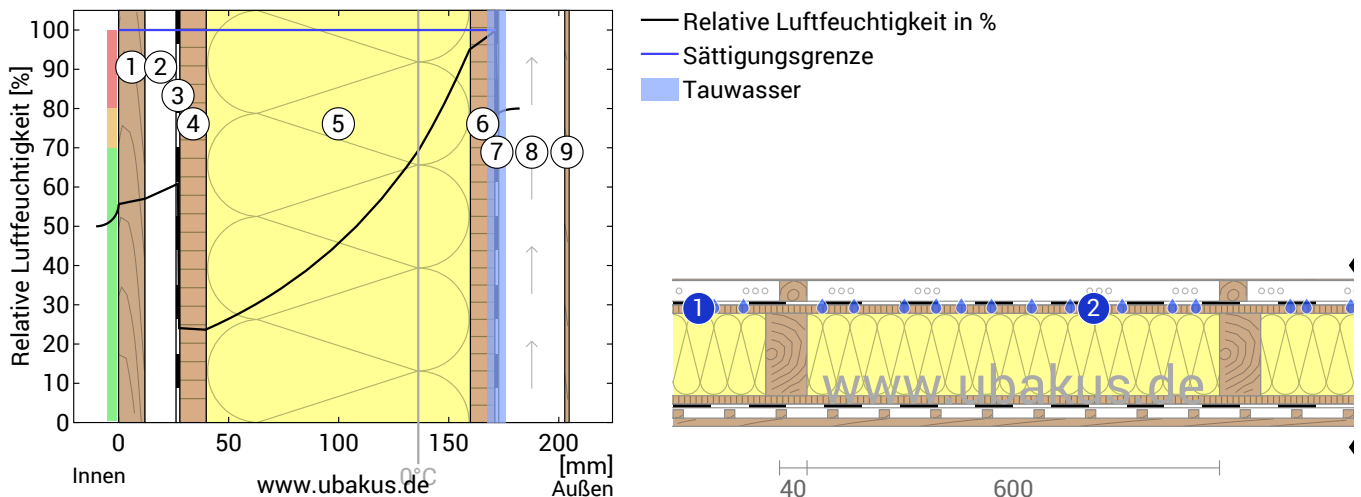 Relative Luftfeuchtigkeit [%]
100
90
80
70
60
50
40
30
20
10
0
1
2
3
4
5
6
7
8
9
0
50
100
150
200
[mm]
Innen
www.ubakus.de
0°C
Außen
Relative Luftfeuchtigkeit in %
Sättigungsgrenze
Tauwasser
1
2
www.ubakus.de
40
600